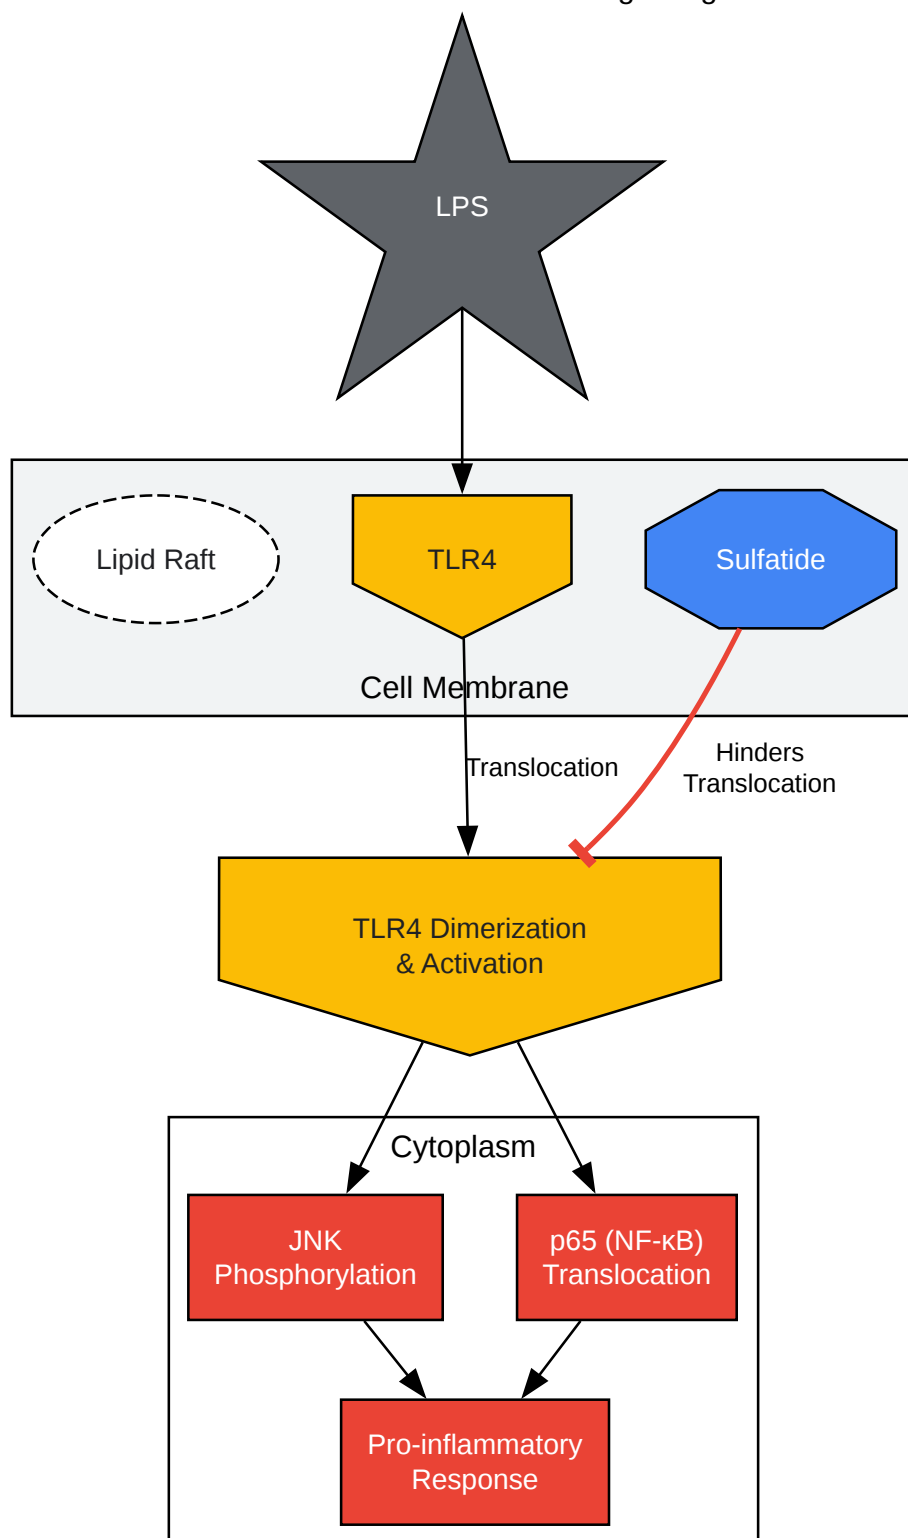 LPS
Lipid Raft
TLR4
Sulfatide
Cell Membrane
Translocation
Hinders
Translocation
TLR4 Dimerization
& Activation
Cytoplasm
JNK
Phosphorylation
p65 (NF-κB)
Translocation
Pro-inflammatory
Response